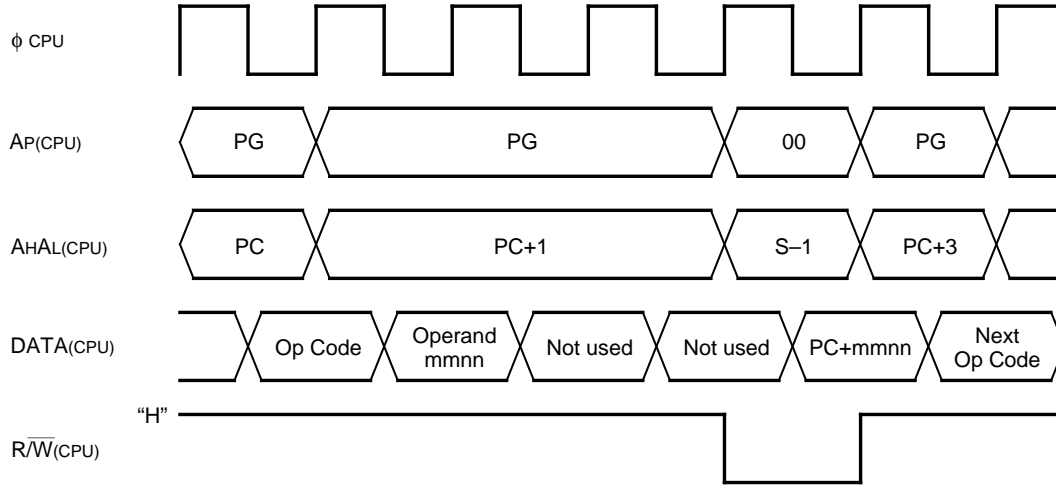 ϕ CPU
AP(CPU) PG PG 00 PG
AHAL(CPU) PC PC+1 S–1 PC+3
DATA(CPU) Op Code Operand mmnn Not used Not used PC+mmnn Next Op Code
“H”
R/W̅(CPU)